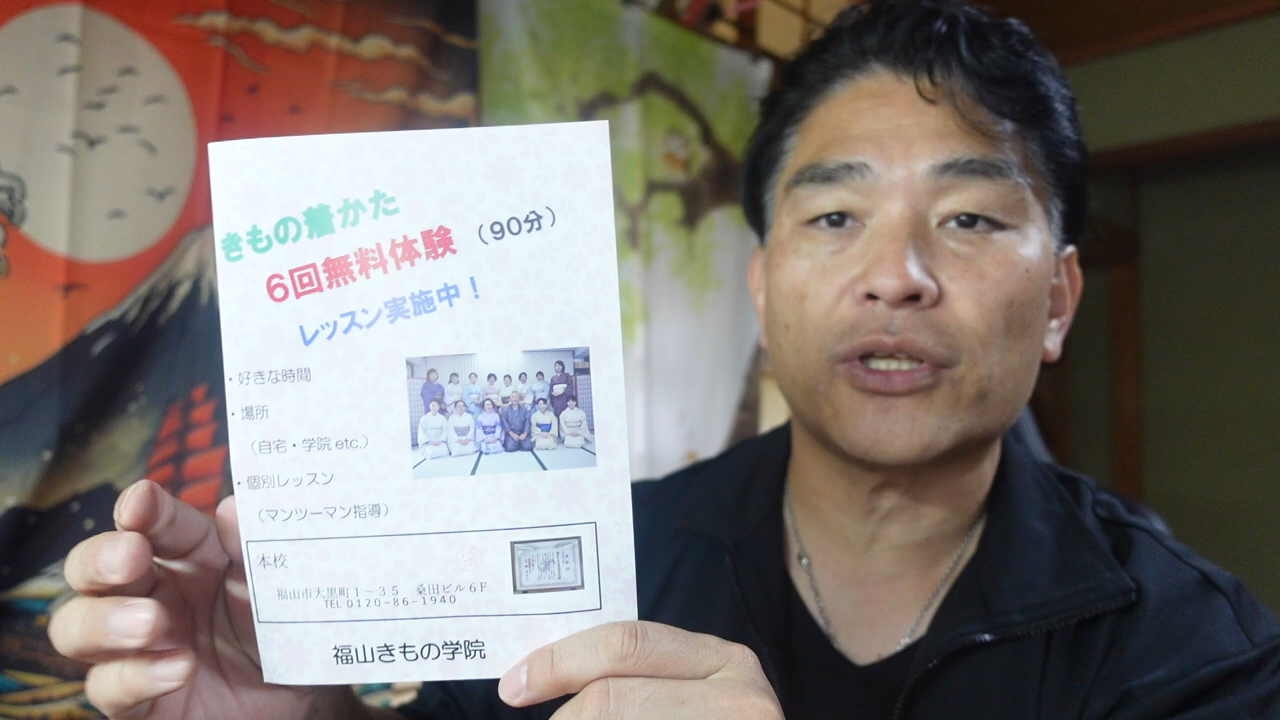 きもの着かた
6回無料体験（90分）
レッスン実施中！
・好きな時間
・場所
（自宅・学院 etc.）
・個別レッスン
（マンツーマン指導）
本校
福山市大黒町１－３５　桑田ビル６F
TEL 0120-86-1940
福山きもの学院